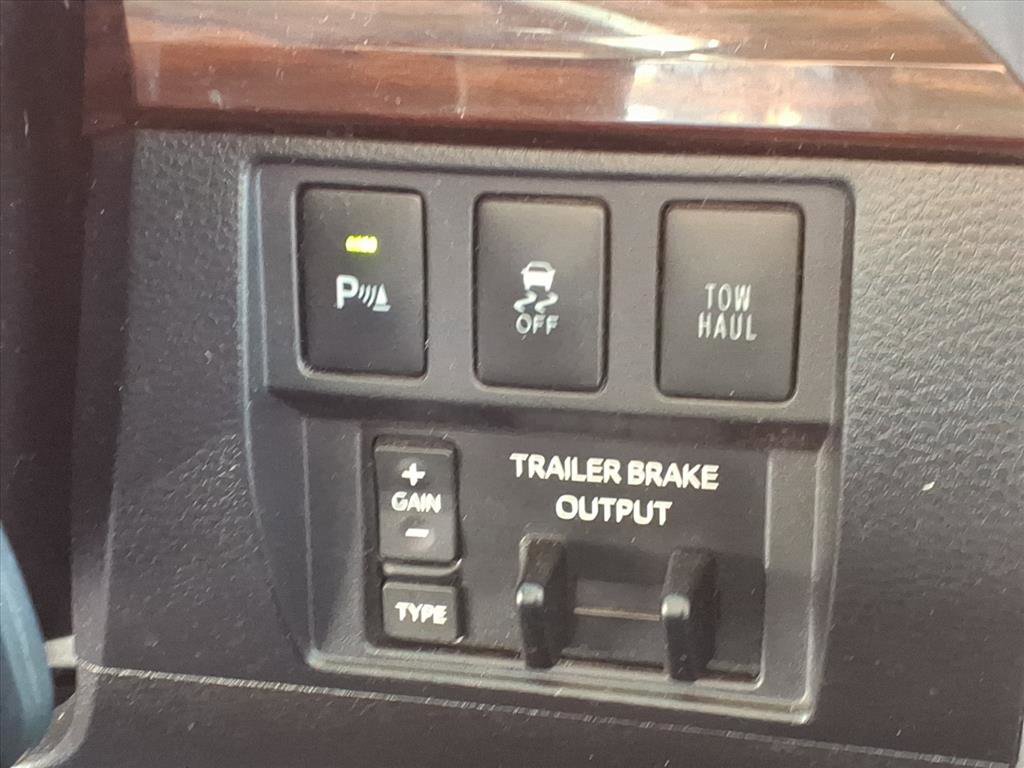 P
OFF
TOW
HAUL
+
GAIN
-
TYPE
TRAILER BRAKE
OUTPUT